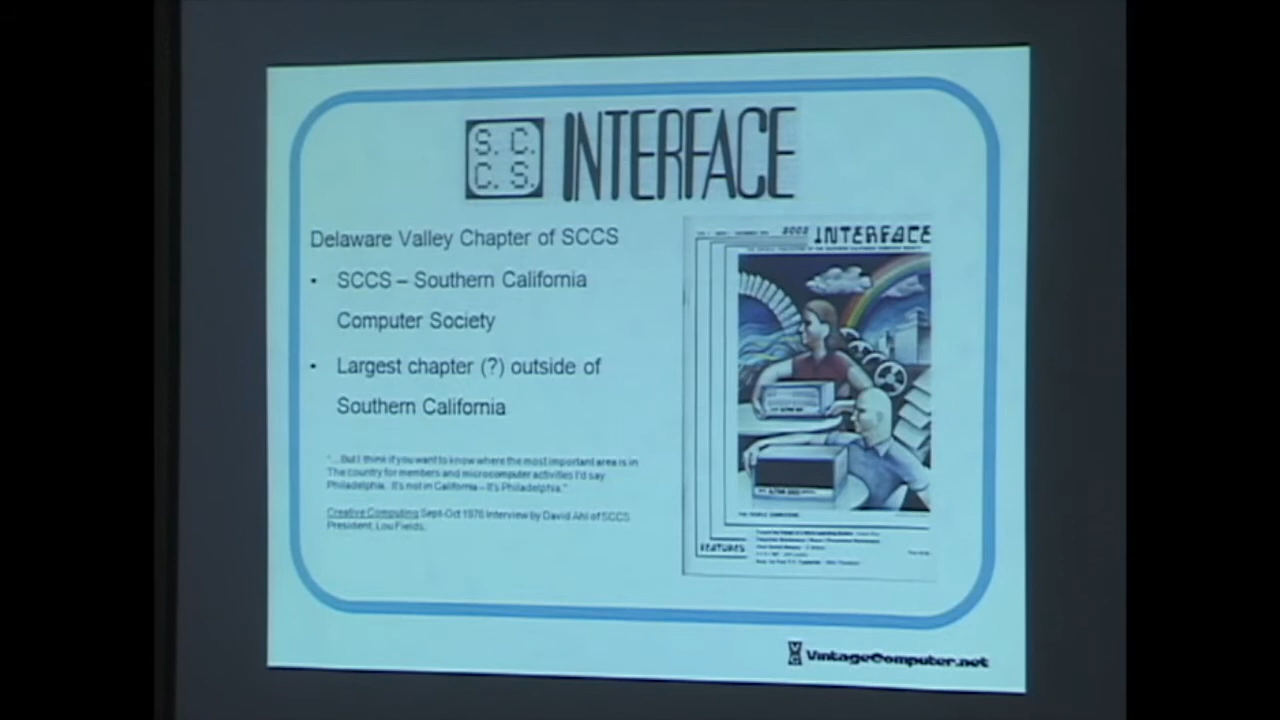 S. C.
C. S.
INTERFACE
Delaware Valley Chapter of SCCS
• SCCS – Southern California
Computer Society
• Largest chapter (?) outside of
Southern California
"... But I think if you want to know where the most important area is in
The country for members and microcomputer activities I'd say
Philadelphia. It's not in California – It's Philadelphia."
Creative Computing Sept-Oct 1976 Interview by David Ahl of SCCS
President, Lou Fields.
SCCS INTERFACE
FEATURES
VintageComputer.net